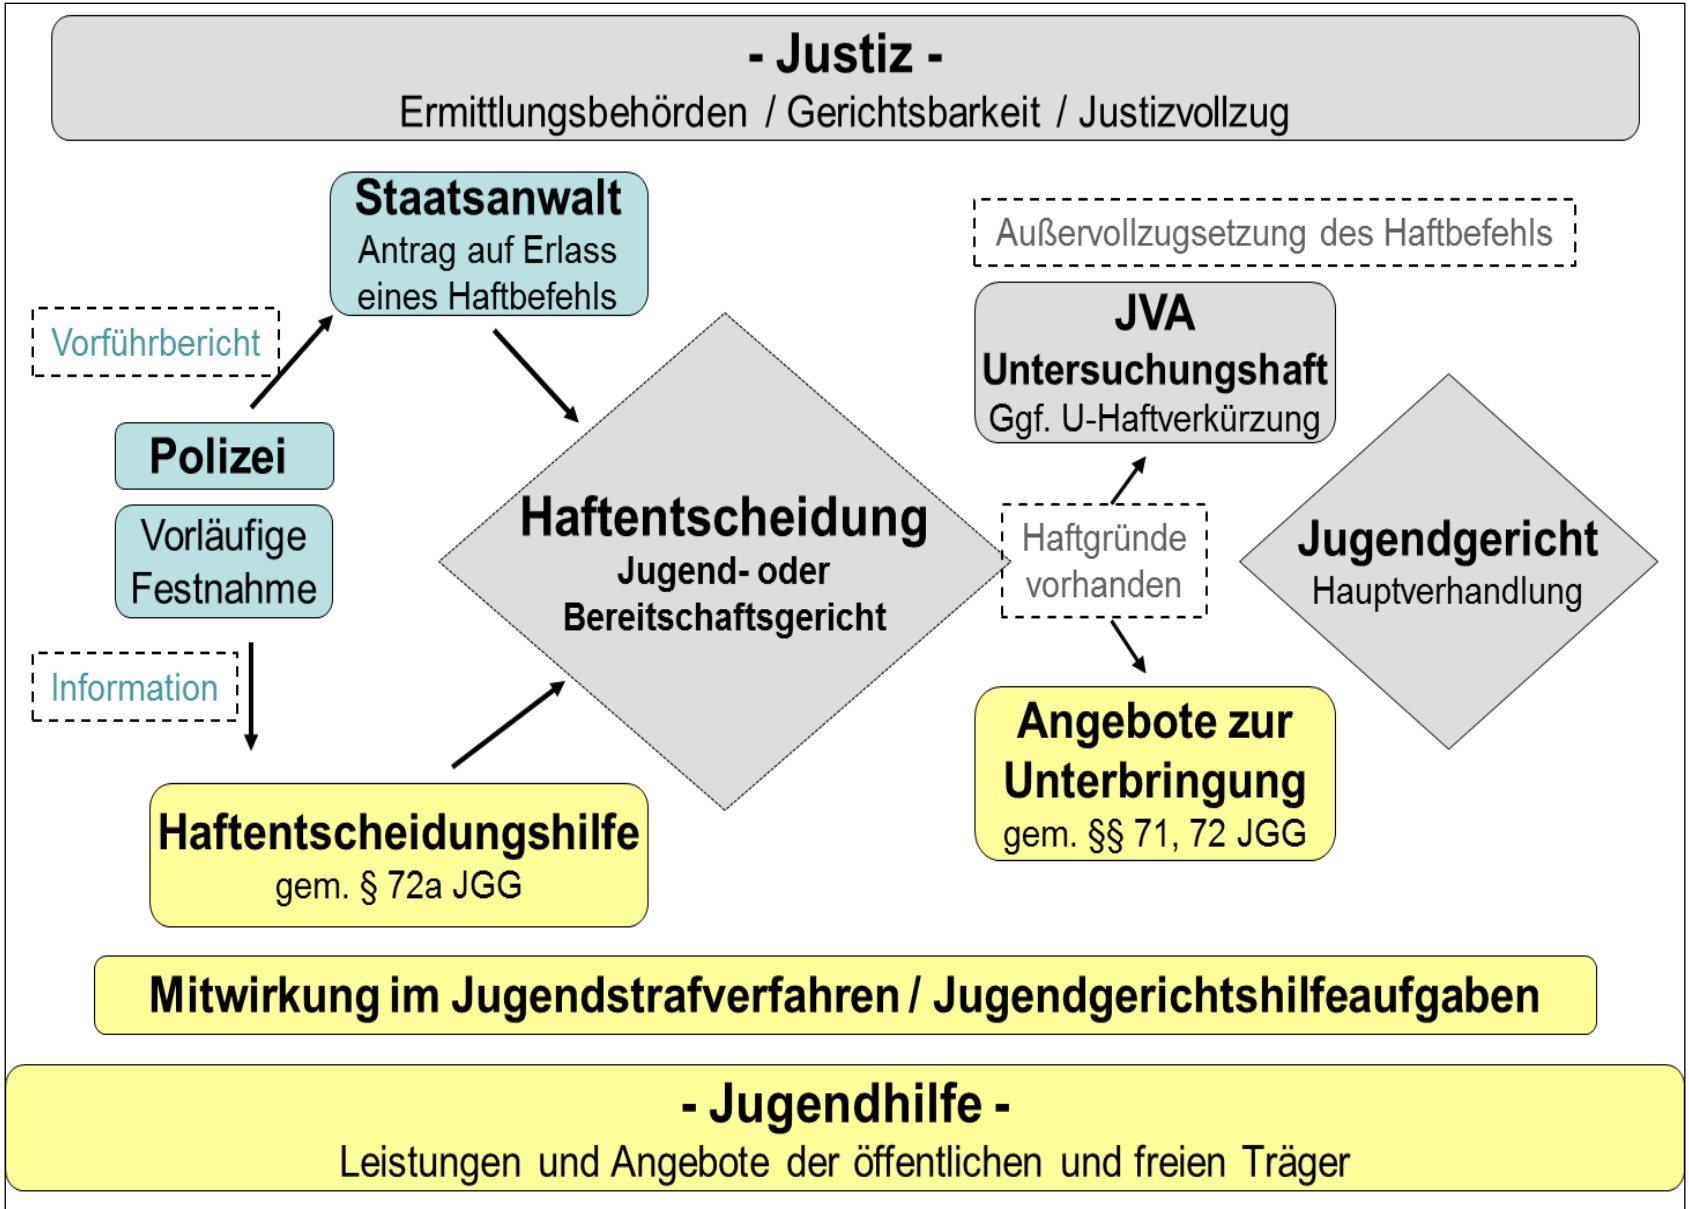 - Justiz -
Ermittlungsbehörden / Gerichtsbarkeit / Justizvollzug
Staatsanwalt
Antrag auf Erlass
eines Haftbefehls
Außervollzugsetzung des Haftbefehls
Vorführbericht
JVA
Untersuchungshaft
Ggf. U-Haftverkürzung
Polizei
Vorläufige
Festnahme
Haftentscheidung
Jugend- oder
Bereitschaftsgericht
Haftgründe
vorhanden
Jugendgericht
Hauptverhandlung
Information
Angebote zur
Unterbringung
gem. §§ 71, 72 JGG
Haftentscheidungshilfe
gem. § 72a JGG
Mitwirkung im Jugendstrafverfahren / Jugendgerichtshilfeaufgaben
- Jugendhilfe -
Leistungen und Angebote der öffentlichen und freien Träger